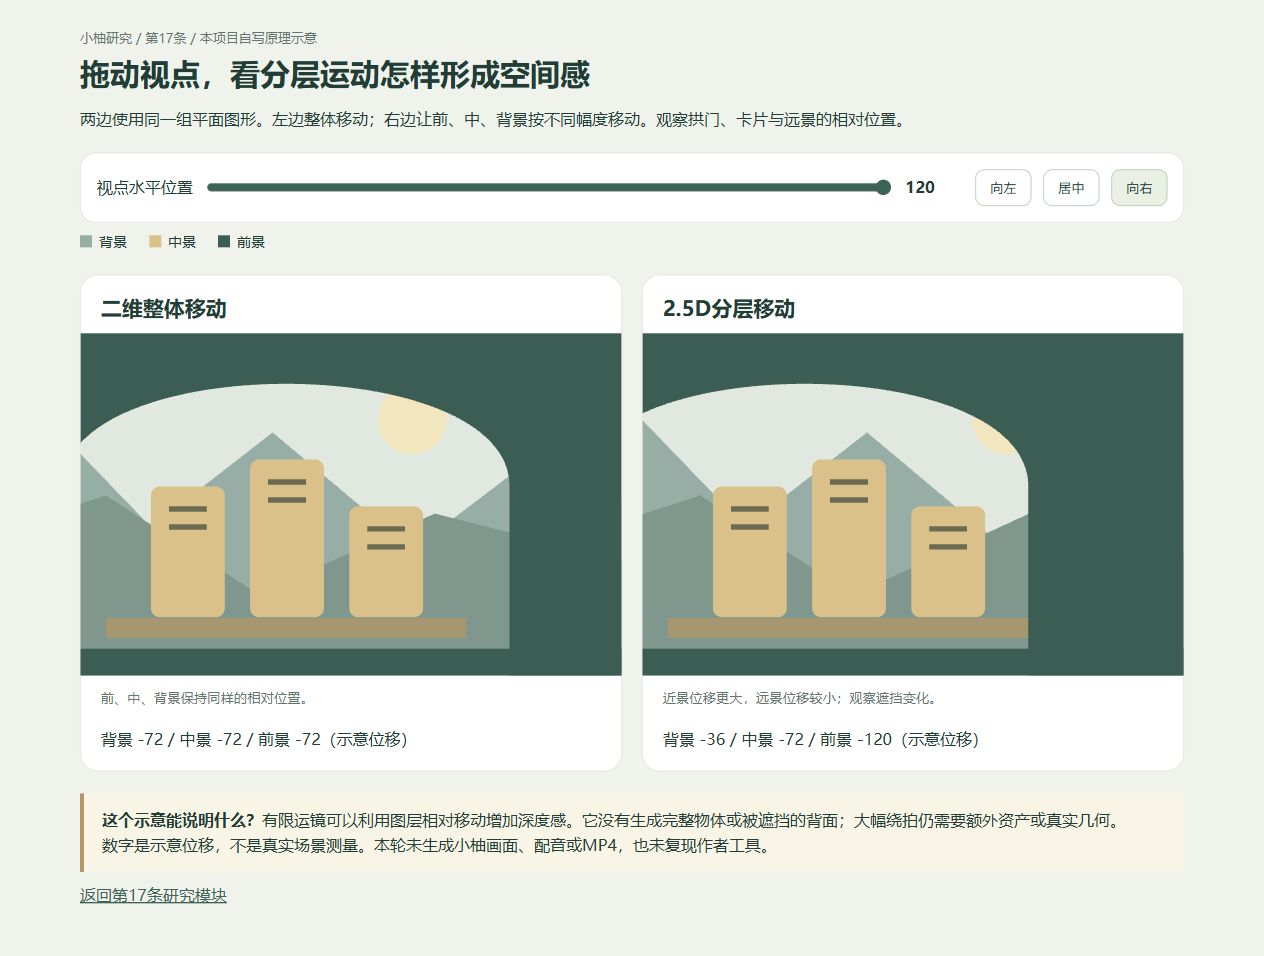 小柚研究 / 第17条 / 本项目自写原理示意
拖动视点，看分层运动怎样形成空间感
两边使用同一组平面图形。左边整体移动；右边让前、中、背景按不同幅度移动。观察拱门、卡片与远景的相对位置。
视点水平位置 120 向左 居中 向右
背景 中景 前景
二维整体移动
前、中、背景保持同样的相对位置。
背景 -72 / 中景 -72 / 前景 -72（示意位移）
2.5D分层移动
近景位移更大，远景位移较小；观察遮挡变化。
背景 -36 / 中景 -72 / 前景 -120（示意位移）
这个示意能说明什么？有限运镜可以利用图层相对移动增加深度感。它没有生成完整物体或被遮挡的背面；大幅绕拍仍需要额外资产或真实几何。
数字是示意位移，不是真实场景测量。本轮未生成小柚画面、配音或MP4，也未复现作者工具。
返回第17条研究模块